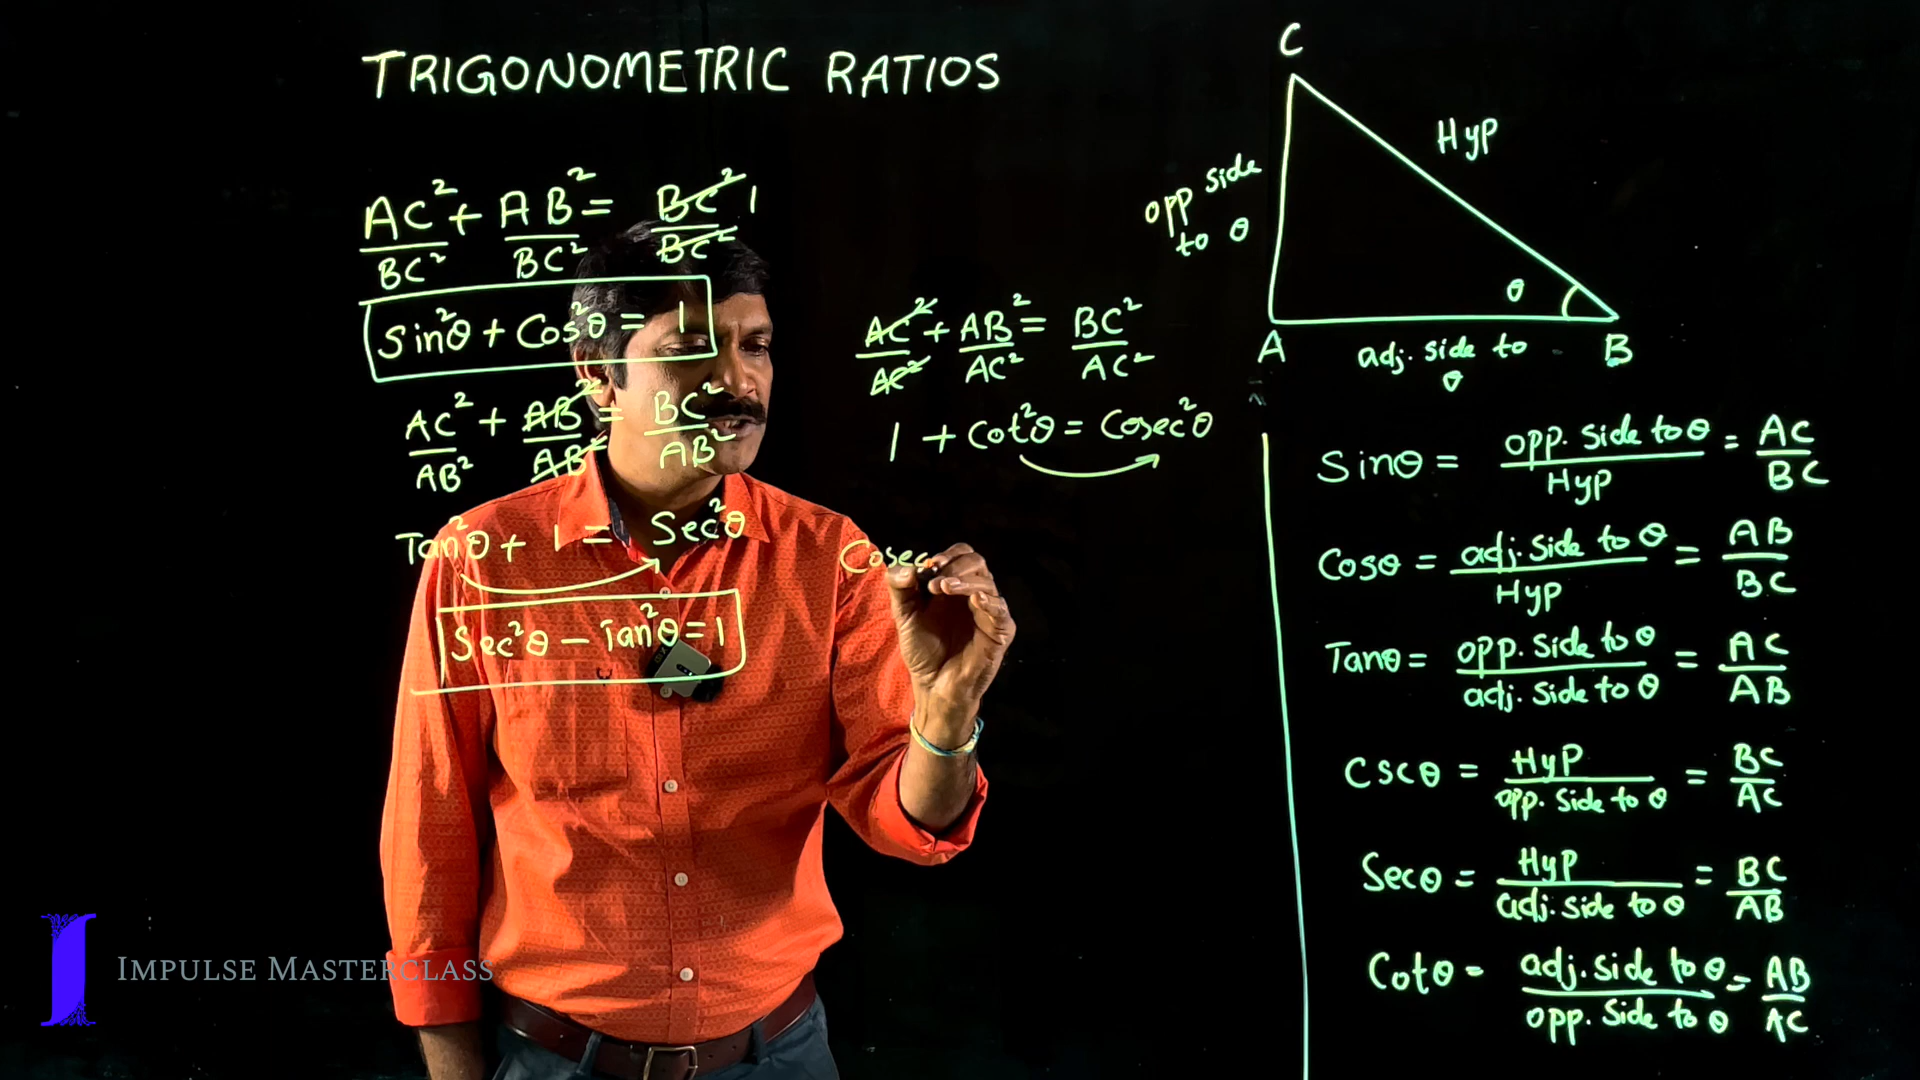 TRIGONOMETRIC RATIOS
AC²/BC² + AB²/BC² = BC²/BC² 1
Sin²θ + Cos²θ = 1
AC²/AB² + AB²/AB² = BC²/AB²
Tan²θ + 1 = Sec²θ
Sec²θ - Tan²θ = 1
AC²/AC² + AB²/AC² = BC²/AC²
1 + Cot²θ = Cosec²θ
Cosec
C
Hyp
opp side
to θ
θ
A
adj. side to
θ
B
Sinθ = opp. side to θ/Hyp = AC/BC
Cosθ = adj. side to θ/Hyp = AB/BC
Tanθ = opp. side to θ/adj. side to θ = AC/AB
Cscθ = Hyp/opp. side to θ = BC/AC
Secθ = Hyp/adj. side to θ = BC/AB
Cotθ = adj. side to θ/opp. side to θ = AB/AC
IMPULSE MASTERCLASS